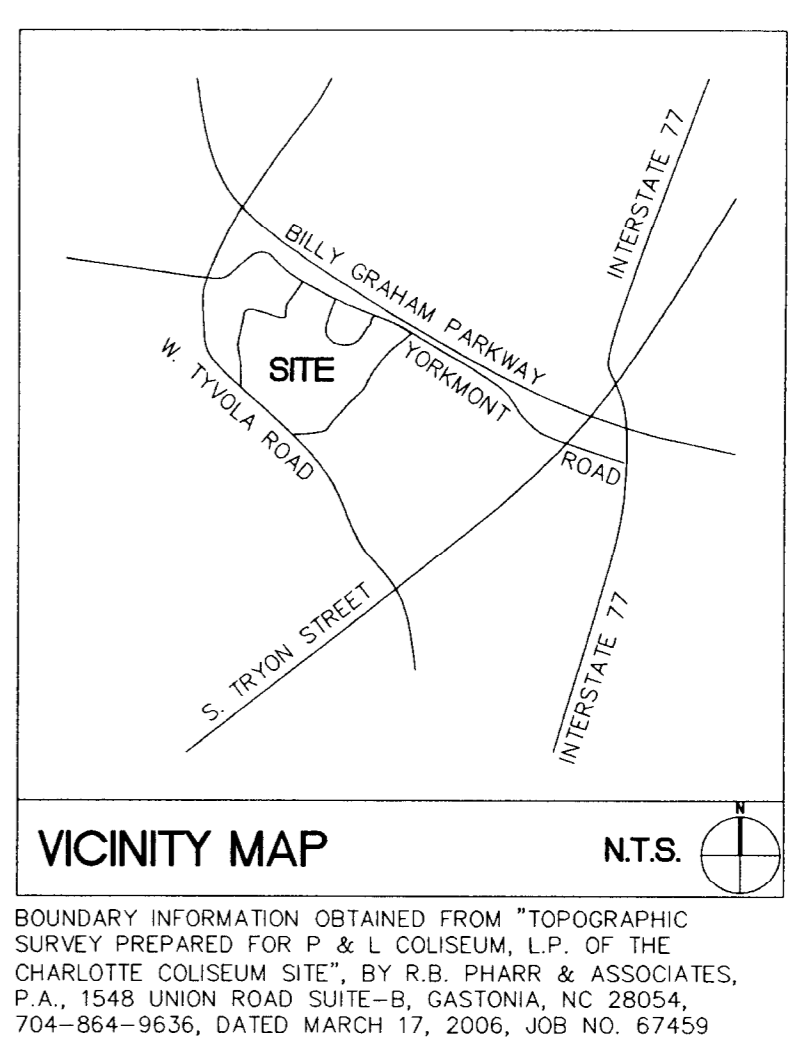 INTERSTATE 77
BILLY GRAHAM PARKWAY
SITE
YORKMONT
ROAD
W. TYVOLA ROAD
S. TRYON STREET
INTERSTATE 77
VICINITY MAP
N.T.S.
N
BOUNDARY INFORMATION OBTAINED FROM "TOPOGRAPHIC
SURVEY PREPARED FOR P & L COLISEUM, L.P. OF THE
CHARLOTTE COLISEUM SITE", BY R.B. PHARR & ASSOCIATES,
P.A., 1548 UNION ROAD SUITE-B, GASTONIA, NC 28054,
704-864-9636, DATED MARCH 17, 2006, JOB NO. 67459